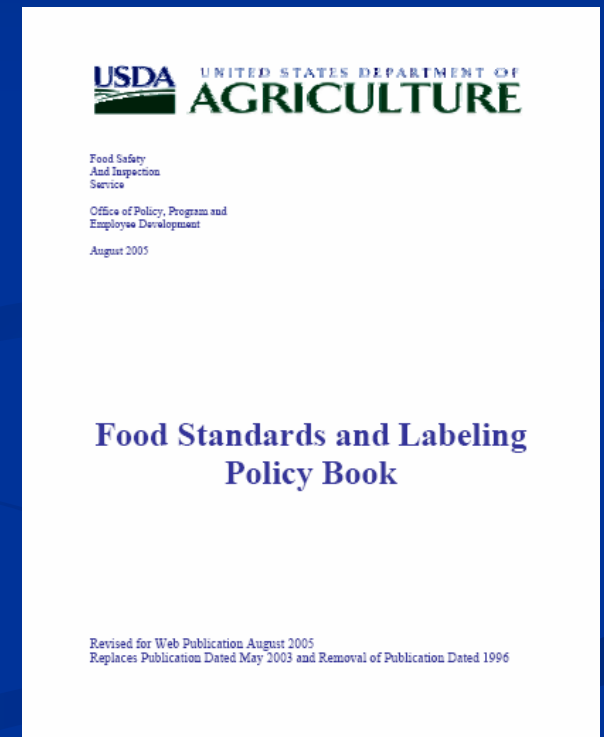 USDA UNITED STATES DEPARTMENT OF
AGRICULTURE
Food Safety
And Inspection
Service
Office of Policy, Program and
Employee Development
August 2005
Food Standards and Labeling
Policy Book
Revised for Web Publication August 2005
Replaces Publication Dated May 2003 and Removal of Publication Dated 1996